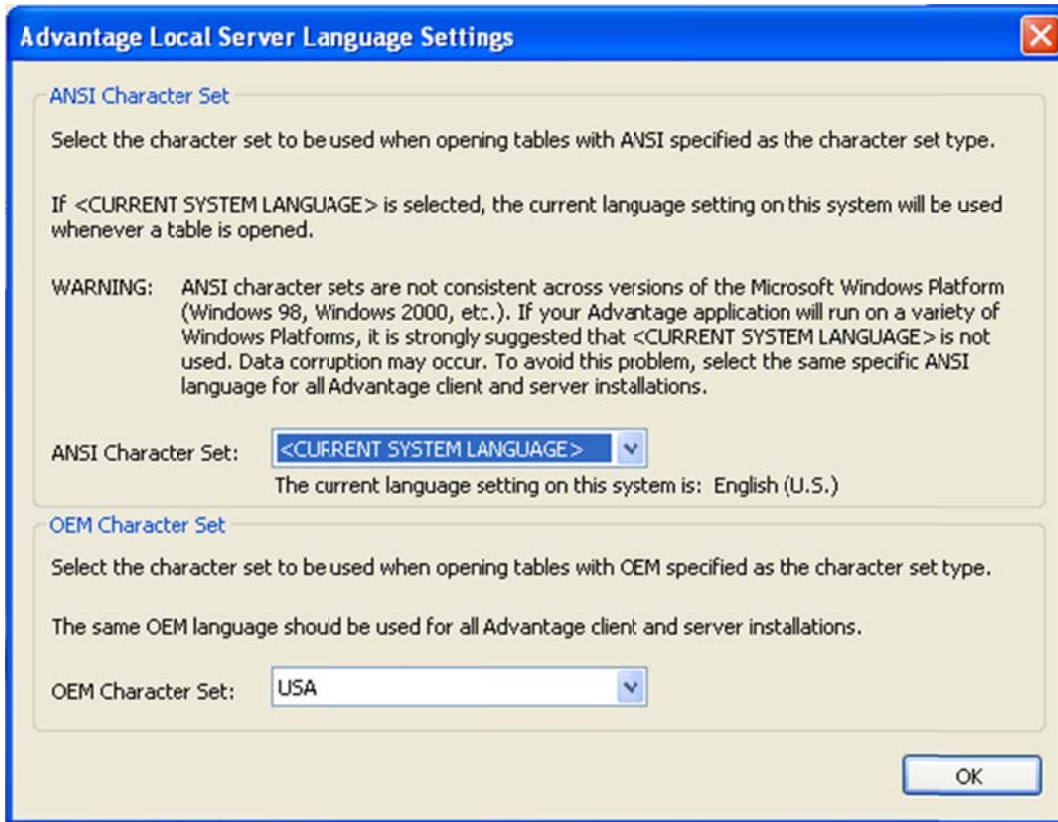 Advantage Local Server Language Settings
ANSI Character Set
Select the character set to be used when opening tables with ANSI specified as the character set type.
If <CURRENT SYSTEM LANGUAGE> is selected, the current language setting on this system will be used
whenever a table is opened.
WARNING: ANSI character sets are not consistent across versions of the Microsoft Windows Platform
(Windows 98, Windows 2000, etc.). If your Advantage application will run on a variety of
Windows Platforms, it is strongly suggested that <CURRENT SYSTEM LANGUAGE> is not
used. Data corruption may occur. To avoid this problem, select the same specific ANSI
language for all Advantage client and server installations.
ANSI Character Set: <CURRENT SYSTEM LANGUAGE>
The current language setting on this system is: English (U.S.)
OEM Character Set
Select the character set to be used when opening tables with OEM specified as the character set type.
The same OEM language shoud be used for all Advantage client and server installations.
OEM Character Set: USA
OK